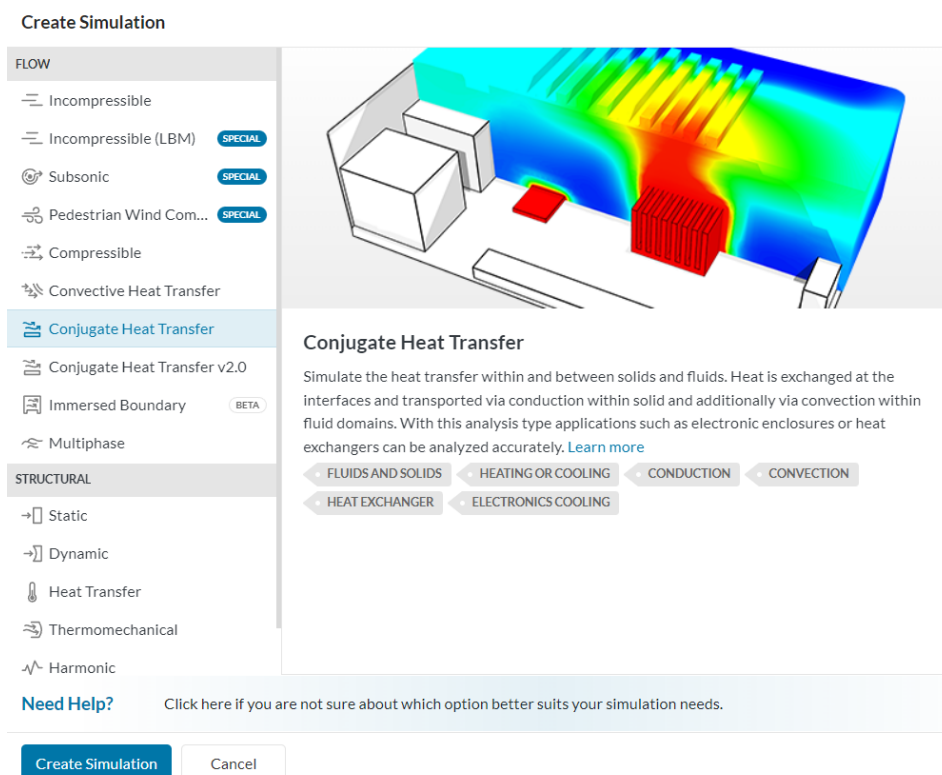 Create Simulation
FLOW
Incompressible
Incompressible (LBM) SPECIAL
Subsonic SPECIAL
Pedestrian Wind Com... SPECIAL
Compressible
Convective Heat Transfer
Conjugate Heat Transfer
Conjugate Heat Transfer v2.0
Immersed Boundary BETA
Multiphase
STRUCTURAL
Static
Dynamic
Heat Transfer
Thermomechanical
Harmonic
Conjugate Heat Transfer
Simulate the heat transfer within and between solids and fluids. Heat is exchanged at the
interfaces and transported via conduction within solid and additionally via convection within
fluid domains. With this analysis type applications such as electronic enclosures or heat
exchangers can be analyzed accurately. Learn more
FLUIDS AND SOLIDS HEATING OR COOLING CONDUCTION CONVECTION
HEAT EXCHANGER ELECTRONICS COOLING
Need Help? Click here if you are not sure about which option better suits your simulation needs.
Create Simulation Cancel